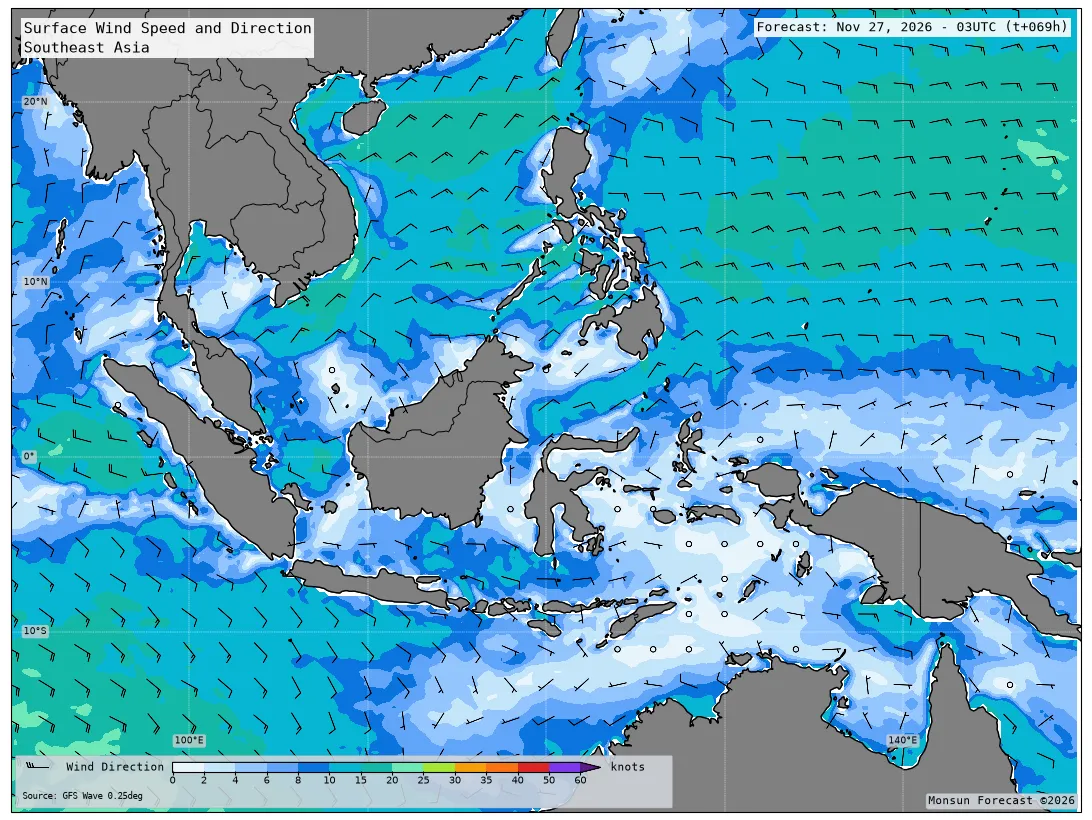 Surface Wind Speed and Direction
Southeast Asia
Forecast: Nov 27, 2026 - 03UTC (t+069h)
20°N
10°N
0°
10°S
100°E
140°E
Wind Direction
0 2 4 6 8 10 15 20 25 30 35 40 50 60
knots
Source: GFS Wave 0.25deg
Monsun Forecast ©2026